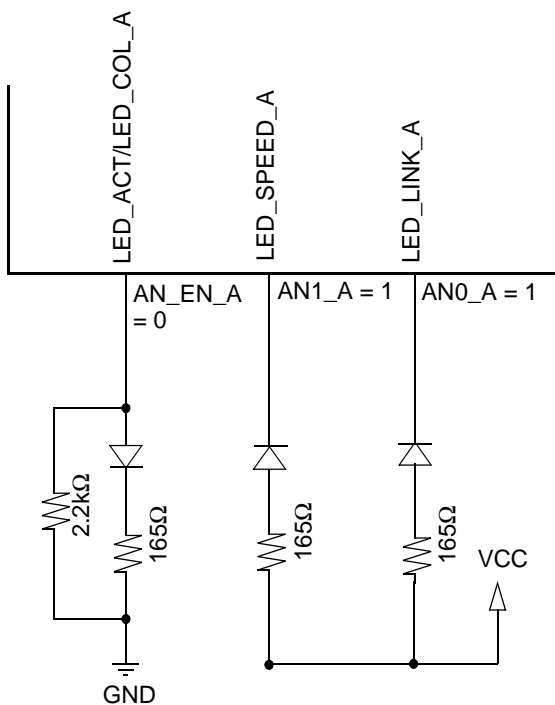 LED_ACT/LED_COL_A
LED_SPEED_A
LED_LINK_A
AN_EN_A
= 0
AN1_A = 1
AN0_A = 1
2.2kΩ
165Ω
165Ω
165Ω
VCC
GND